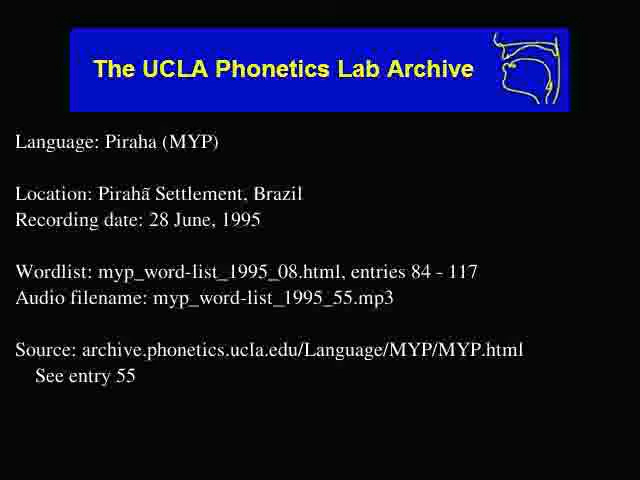 The UCLA Phonetics Lab Archive
Language: Piraha (MYP)
Location: Pirahã Settlement, Brazil
Recording date: 28 June, 1995
Wordlist: myp_word-list_1995_08.html, entries 84 - 117
Audio filename: myp_word-list_1995_55.mp3
Source: archive.phonetics.ucla.edu/Language/MYP/MYP.html
See entry 55